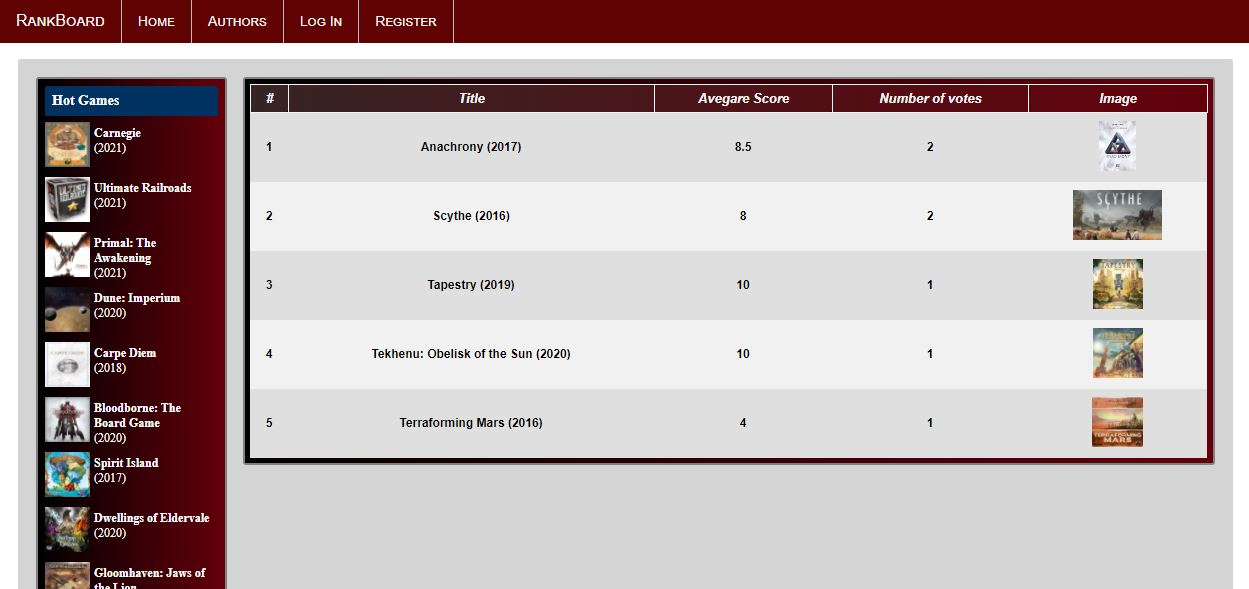 RankBoard Home Authors Log In Register
Hot Games
Carnegie
(2021)
Ultimate Railroads
(2021)
Primal: The
Awakening
(2021)
Dune: Imperium
(2020)
Carpe Diem
(2018)
Bloodborne: The
Board Game
(2020)
Spirit Island
(2017)
Dwellings of Eldervale
(2020)
Gloomhaven: Jaws of
the Lion
# Title Avegare Score Number of votes Image
1 Anachrony (2017) 8.5 2
2 Scythe (2016) 8 2
SCYTHE
3 Tapestry (2019) 10 1
TAPESTRY
4 Tekhenu: Obelisk of the Sun (2020) 10 1
5 Terraforming Mars (2016) 4 1
TERRAFORMING
MARS